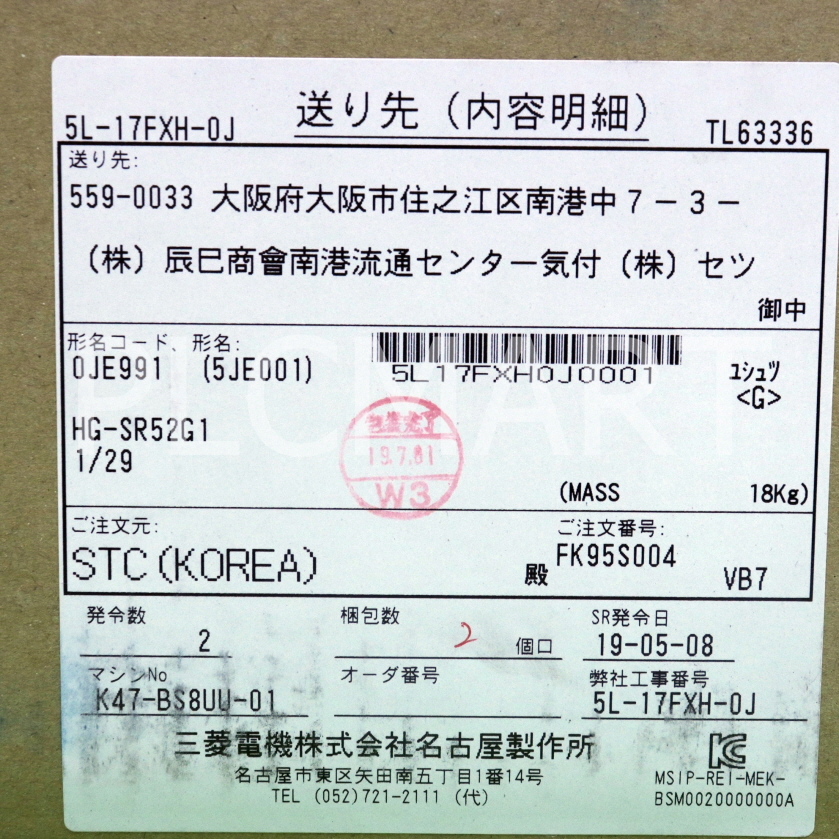 送り先（内容明細）
5L-17FXH-0J
TL63336
送り先:
559-0033 大阪府大阪市住之江区南港中７－３－
（株）辰巳商會南港流通センター気付（株）セツ
御中
形名コード、形名:
0JE991 (5JE001)
5L17FXH0J0001
ﾕｼｭﾂ
<G>
HG-SR52G1
1/29
19.7.01
W3
(MASS 18Kg)
ご注文元:
STC(KOREA)
殿
ご注文番号:
FK95S004
VB7
発令数
2
梱包数
2 個口
SR発令日
19-05-08
マシンNo
K47-BS8UU-01
オーダ番号
弊社工事番号
5L-17FXH-0J
三菱電機株式会社名古屋製作所
名古屋市東区矢田南五丁目1番14号
TEL (052)721-2111 (代)
MSIP-REI-MEK-
BSM0020000000A
PLCMART